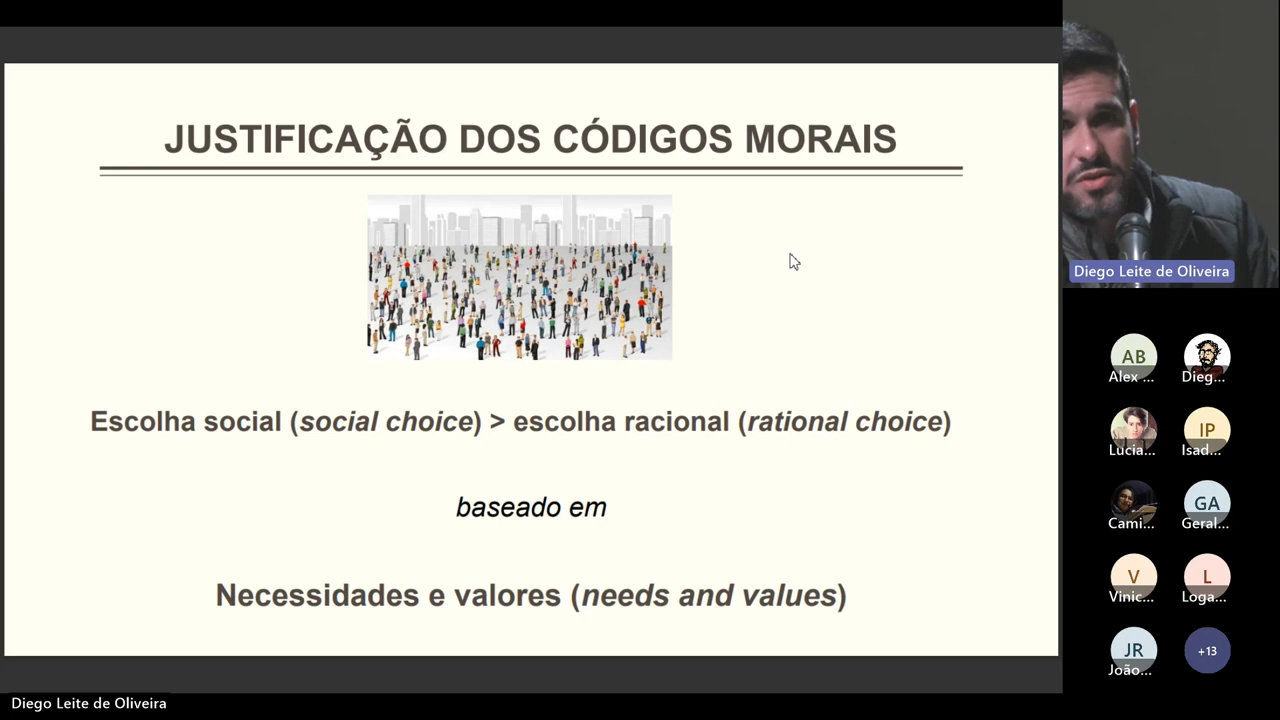 JUSTIFICAÇÃO DOS CÓDIGOS MORAIS
Escolha social (social choice) > escolha racional (rational choice)
baseado em
Necessidades e valores (needs and values)
Diego Leite de Oliveira
AB
Alex ...
Dieg...
Lucia...
IP
Isad...
Cami...
GA
Geral...
V
Vinic...
L
Loga...
JR
João...
+13
Diego Leite de Oliveira